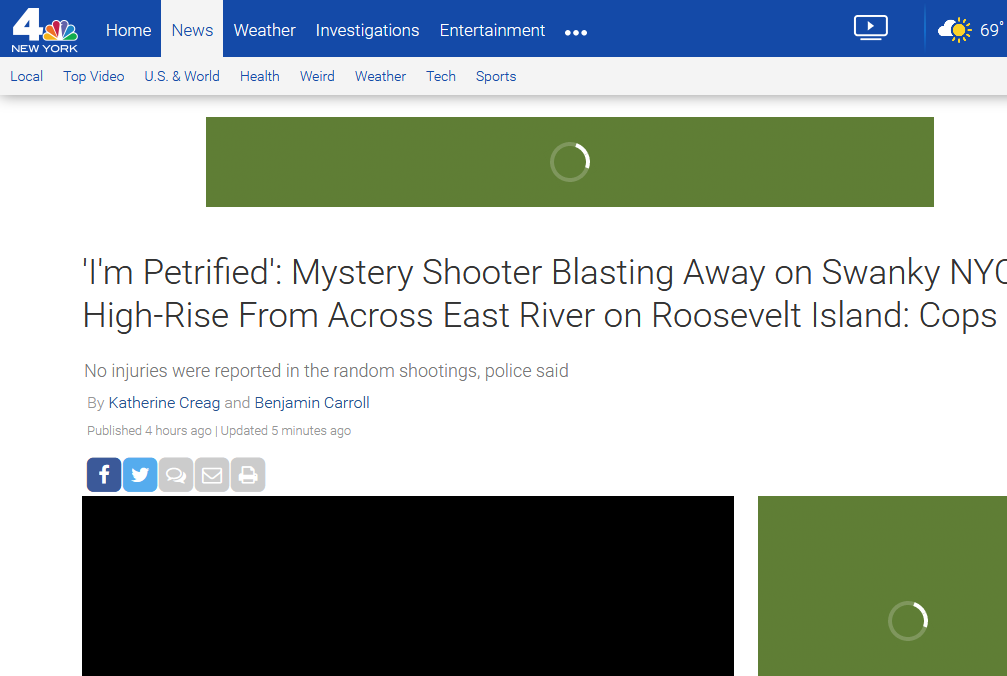 4
NEW YORK
Home News Weather Investigations Entertainment
69°
Local Top Video U.S. & World Health Weird Weather Tech Sports
'I'm Petrified': Mystery Shooter Blasting Away on Swanky NYC
High-Rise From Across East River on Roosevelt Island: Cops
No injuries were reported in the random shootings, police said
By Katherine Creag and Benjamin Carroll
Published 4 hours ago | Updated 5 minutes ago